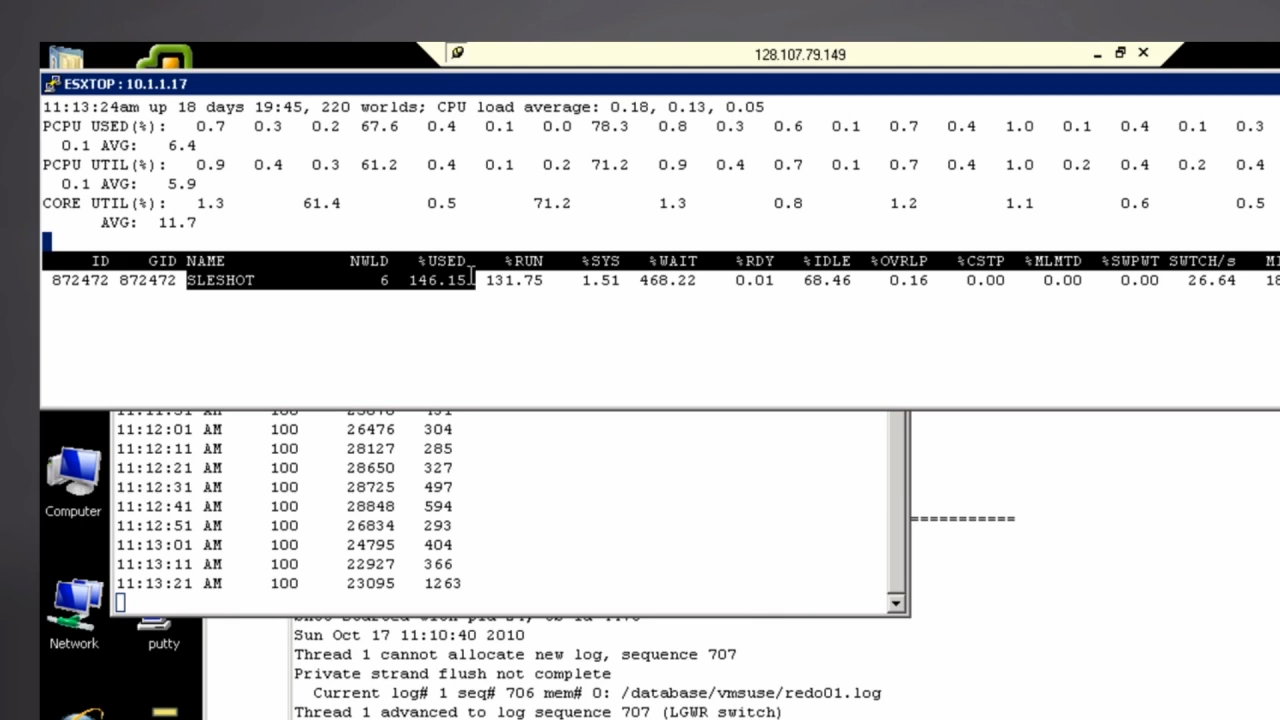 128.107.79.149
ESXTOP : 10.1.1.17
11:13:24am up 18 days 19:45, 220 worlds; CPU load average: 0.18, 0.13, 0.05
PCPU USED(%): 0.7 0.3 0.2 67.6 0.4 0.1 0.0 78.3 0.8 0.3 0.6 0.1 0.7 0.4 1.0 0.1 0.4 0.1 0.3
0.1 AVG: 6.4
PCPU UTIL(%): 0.9 0.4 0.3 61.2 0.4 0.1 0.2 71.2 0.9 0.4 0.7 0.1 0.7 0.4 1.0 0.2 0.4 0.2 0.4
0.1 AVG: 5.9
CORE UTIL(%): 1.3 61.4 0.5 71.2 1.3 0.8 1.2 1.1 0.6 0.5
AVG: 11.7
ID GID NAME NWLD %USED %RUN %SYS %WAIT %RDY %IDLE %OVRLP %CSTP %MLMTD %SWPWT SWTCH/s
872472 872472 SLESHOT 6 146.15 131.75 1.51 468.22 0.01 68.46 0.16 0.00 0.00 0.00 26.64
11:12:01 AM 100 26476 304
11:12:11 AM 100 28127 285
11:12:21 AM 100 28650 327
11:12:31 AM 100 28725 497
11:12:41 AM 100 28848 594
11:12:51 AM 100 26834 293
11:13:01 AM 100 24795 404
11:13:11 AM 100 22927 366
11:13:21 AM 100 23095 1263
Computer
===========
Network
putty
Sun Oct 17 11:10:40 2010
Thread 1 cannot allocate new log, sequence 707
Private strand flush not complete
Current log# 1 seq# 706 mem# 0: /database/vmsuse/redo01.log
Thread 1 advanced to log sequence 707 (LGWR switch)